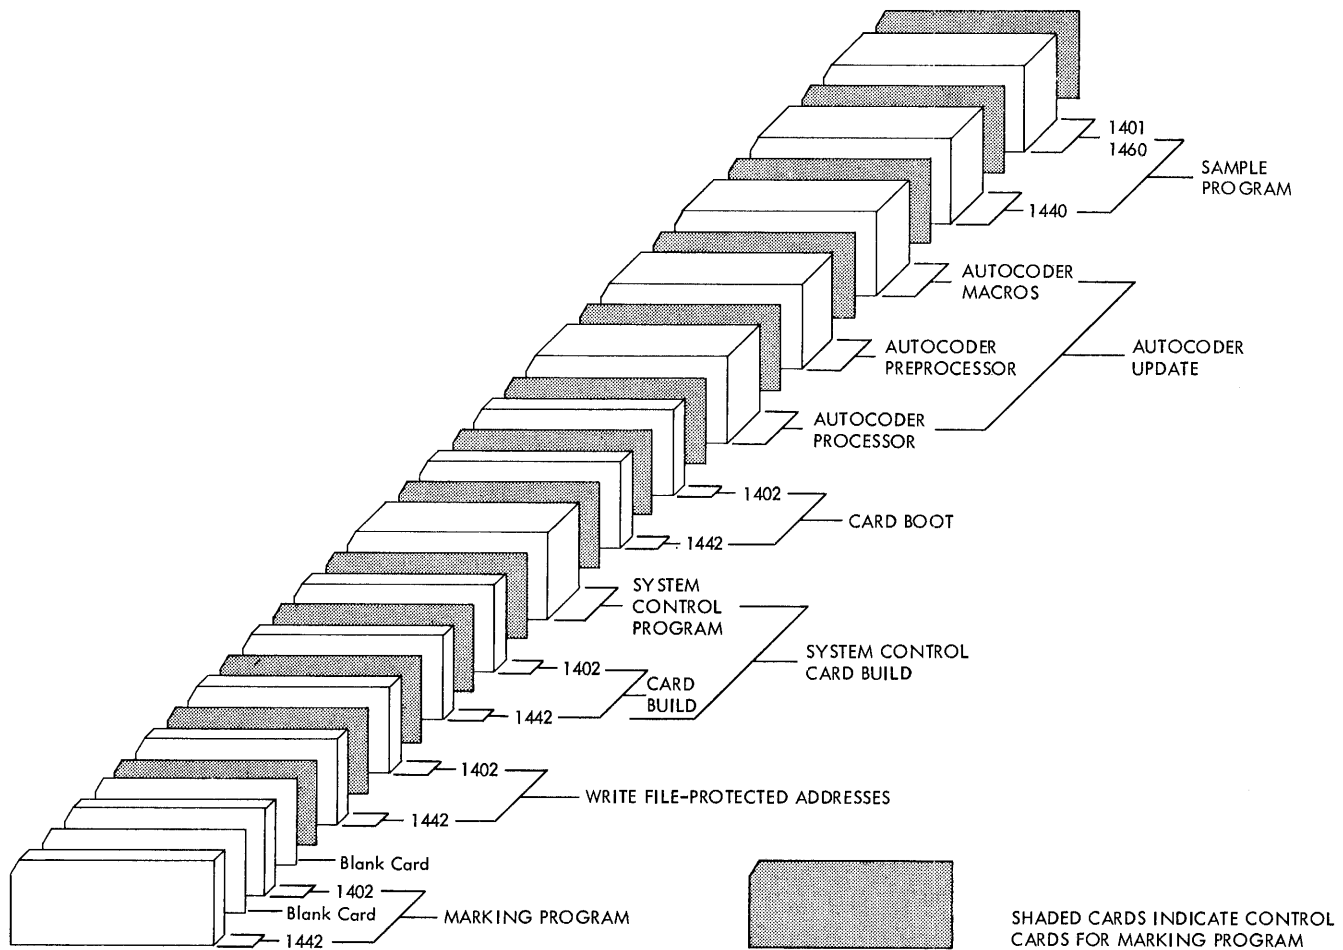 1401
1460
SAMPLE
PROGRAM
1440
AUTOCODER
MACROS
AUTOCODER
PREPROCESSOR
AUTOCODER
UPDATE
AUTOCODER
PROCESSOR
1402
CARD BOOT
1442
SYSTEM
CONTROL
PROGRAM
SYSTEM CONTROL
CARD BUILD
1402
CARD
BUILD
1442
1402
WRITE FILE-PROTECTED ADDRESSES
1442
Blank Card
1402
Blank Card
MARKING PROGRAM
1442
SHADED CARDS INDICATE CONTROL
CARDS FOR MARKING PROGRAM